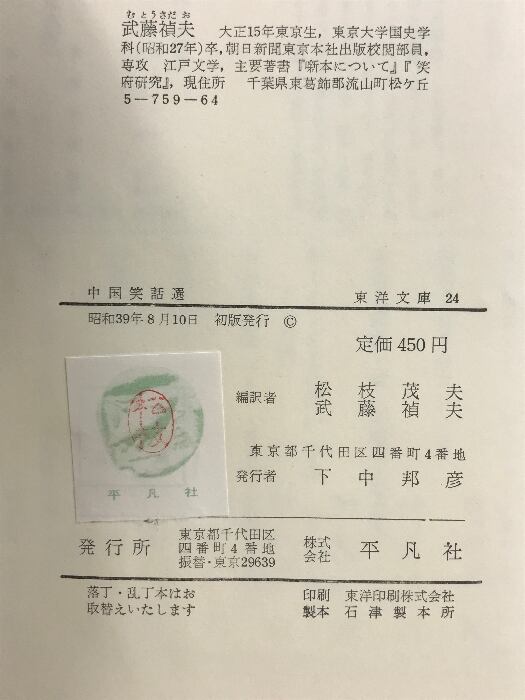 むとうさだお
武藤禎夫　大正15年東京生，東京大学国史学
科(昭和27年)卒，朝日新聞東京本社出版校閲部員，
専攻　江戸文学，主要著書『新本について』『笑
府研究』，現住所　千葉県東葛飾郡流山町松ケ丘
5-759-64
中国笑話選　東洋文庫 24
昭和39年8月10日　初版発行　©
定価 450円
編訳者　松枝茂夫
武藤禎夫
東京都千代田区四番町4番地
発行者　下中邦彦
平凡社
発行所　東京都千代田区
四番町4番地
振替・東京29639
株式会社　平凡社
落丁・乱丁本はお
取替えいたします
印刷　東洋印刷株式会社
製本　石津製本所